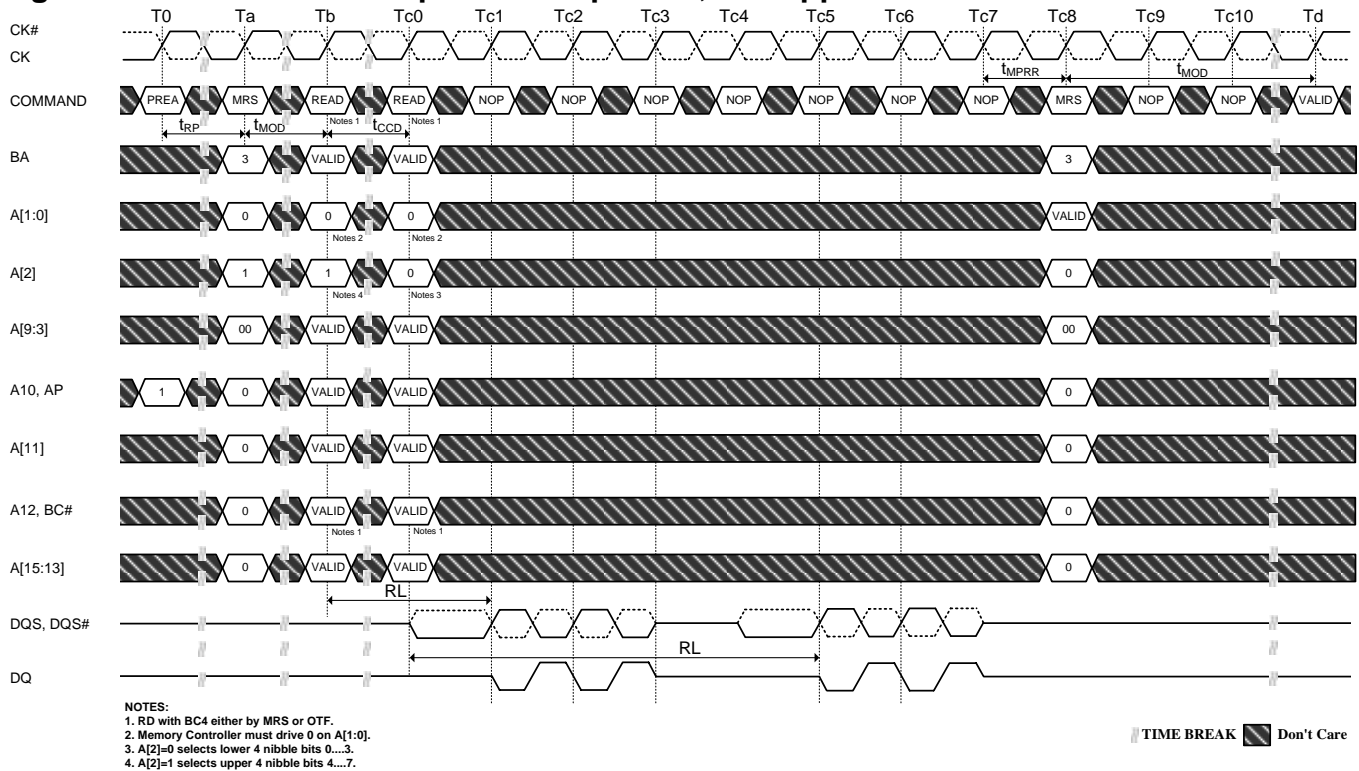 T0 Ta Tb Tc0 Tc1 Tc2 Tc3 Tc4 Tc5 Tc6 Tc7 Tc8 Tc9 Tc10 Td
CK#
CK
tMPRR tMOD
COMMAND PREA MRS READ READ NOP NOP NOP NOP NOP NOP NOP MRS NOP NOP VALID
Notes 1 Notes 1
tRP tMOD tCCD
BA 3 VALID VALID 3
A[1:0] 0 0 0 VALID
Notes 2 Notes 2
A[2] 1 1 0 0
Notes 4 Notes 3
A[9:3] 00 VALID VALID 00
A10, AP 1 0 VALID VALID 0
A[11] 0 VALID VALID 0
A12, BC# 0 VALID VALID 0
Notes 1 Notes 1
A[15:13] 0 VALID VALID 0
RL
DQS, DQS#
RL
DQ
NOTES:
1. RD with BC4 either by MRS or OTF.
2. Memory Controller must drive 0 on A[1:0].
3. A[2]=0 selects lower 4 nibble bits 0....3.
4. A[2]=1 selects upper 4 nibble bits 4....7.
TIME BREAK Don't Care